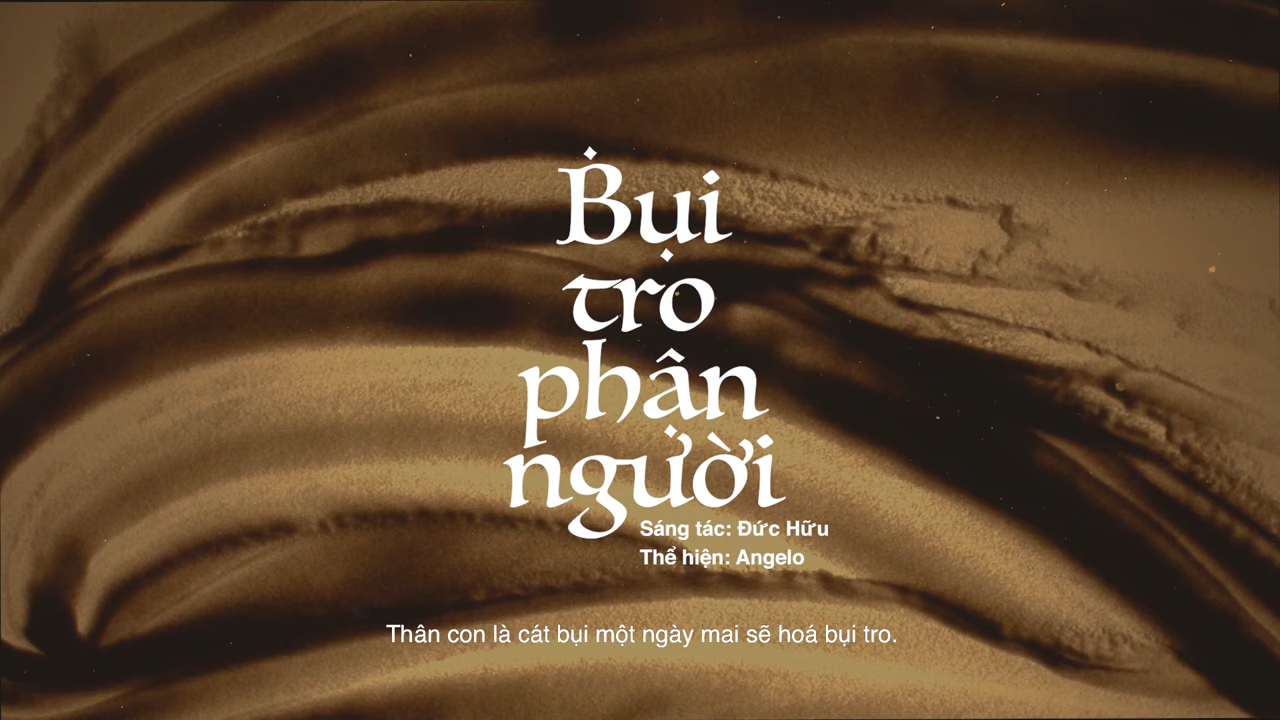 Bụi
tro
phận
người
Sáng tác: Đức Hữu
Thể hiện: Angelo
Thân con là cát bụi một ngày mai sẽ hoá bụi tro.